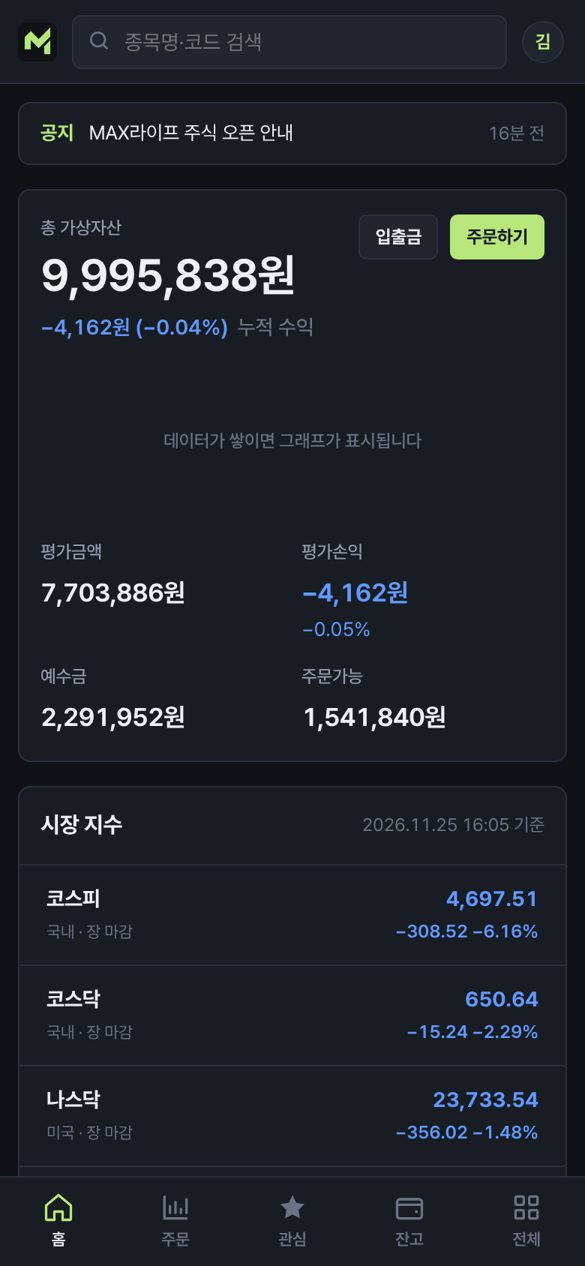 종목명·코드 검색
김
공지 MAX라이프 주식 오픈 안내 16분 전
총 가상자산
입출금
주문하기
9,995,838원
−4,162원 (−0.04%) 누적 수익
데이터가 쌓이면 그래프가 표시됩니다
평가금액 평가손익
7,703,886원 −4,162원
−0.05%
예수금 주문가능
2,291,952원 1,541,840원
시장 지수 2026.11.25 16:05 기준
코스피 4,697.51
국내 · 장 마감 −308.52 −6.16%
코스닥 650.64
국내 · 장 마감 −15.24 −2.29%
나스닥 23,733.54
미국 · 장 마감 −356.02 −1.48%
홈 주문 관심 잔고 전체